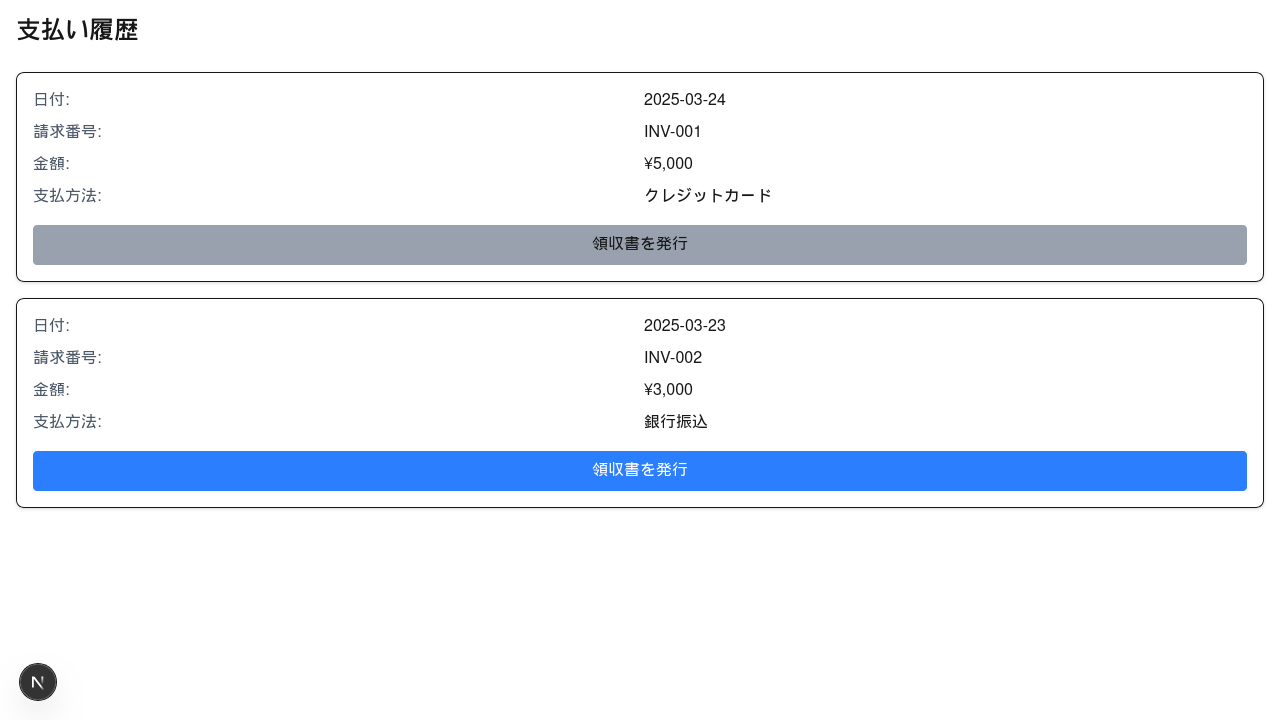 支払い履歴
日付: 2025-03-24
請求番号: INV-001
金額: ¥5,000
支払方法: クレジットカード
領収書を発行
日付: 2025-03-23
請求番号: INV-002
金額: ¥3,000
支払方法: 銀行振込
領収書を発行
N